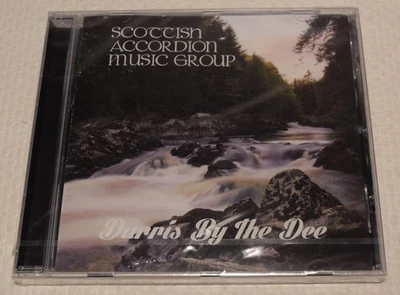 SCOTTISH
ACCORDION
MUSIC GROUP
Durris By The Dee